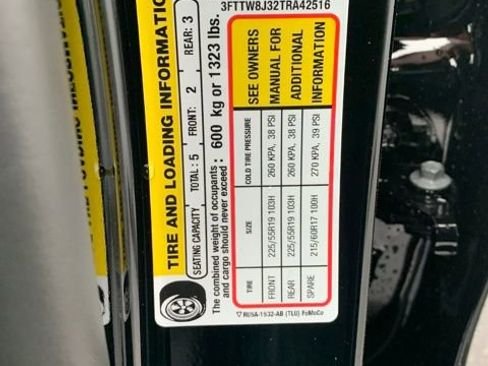 3FTTW8J32TRA42516
TIRE AND LOADING INFORMATION
SEATING CAPACITY TOTAL: 5 FRONT: 2 REAR: 3
The combined weight of occupants : 600 kg or 1323 lbs.
and cargo should never exceed :
TIRE SIZE COLD TIRE PRESSURE SEE OWNERS
FRONT 225/55R19 103H 260 KPA, 38 PSI MANUAL FOR
REAR 225/55R19 103H 260 KPA, 38 PSI ADDITIONAL
SPARE 215/60R17 100H 270 KPA, 39 PSI INFORMATION
(TLU) FoMoCo